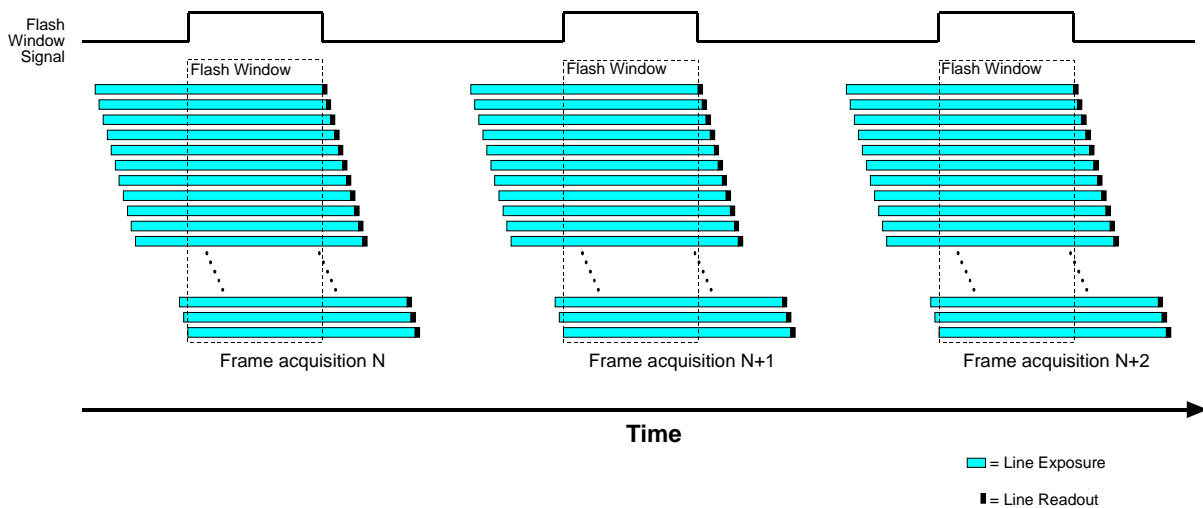 Flash
Window
Signal
Flash Window
Flash Window
Flash Window
Frame acquisition N
Frame acquisition N+1
Frame acquisition N+2
Time
= Line Exposure
= Line Readout